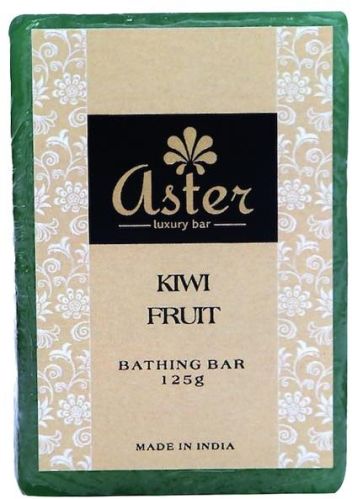 aster
luxury bar
KIWI
FRUIT
BATHING BAR
125g
MADE IN INDIA